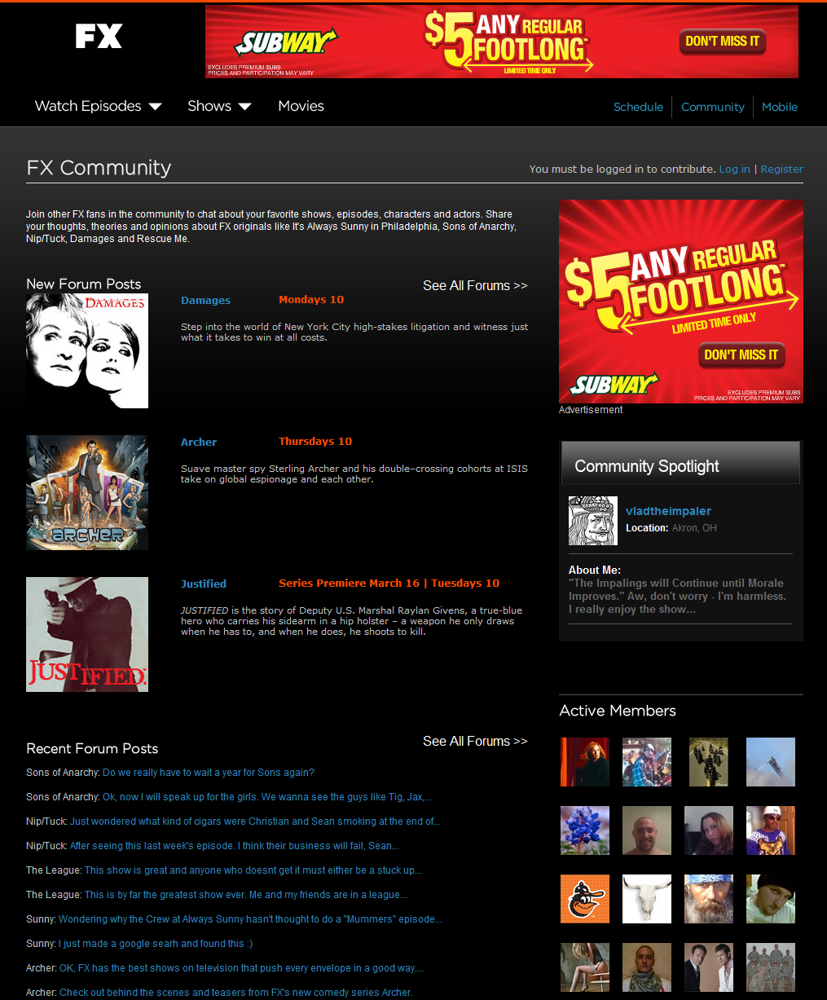 FX
SUBWAY
EXCLUDES PREMIUM SUBS
PRICES AND PARTICIPATION MAY VARY
$5 ANY REGULAR
FOOTLONG™
LIMITED TIME ONLY
DON'T MISS IT
Watch Episodes
Shows
Movies
Schedule
Community
Mobile
FX Community
You must be logged in to contribute. Log in | Register
Join other FX fans in the community to chat about your favorite shows, episodes, characters and actors. Share
your thoughts, theories and opinions about FX originals like It's Always Sunny in Philadelphia, Sons of Anarchy,
Nip/Tuck, Damages and Rescue Me.
New Forum Posts
See All Forums >>
DAMAGES
Damages
Mondays 10
Step into the world of New York City high-stakes litigation and witness just
what it takes to win at all costs.
ARCHER
Archer
Thursdays 10
Suave master spy Sterling Archer and his double–crossing cohorts at ISIS
take on global espionage and each other.
JUSTIFIED
Justified
Series Premiere March 16 | Tuesdays 10
JUSTIFIED is the story of Deputy U.S. Marshal Raylan Givens, a true-blue
hero who carries his sidearm in a hip holster – a weapon he only draws
when he has to, and when he does, he shoots to kill.
Recent Forum Posts
See All Forums >>
Sons of Anarchy: Do we really have to wait a year for Sons again?
Sons of Anarchy: Ok, now I will speak up for the girls. We wanna see the guys like Tig, Jax,...
Nip/Tuck: Just wondered what kind of cigars were Christian and Sean smoking at the end of...
Nip/Tuck: After seeing this last week's episode. I think their business will fail, Sean...
The League: This show is great and anyone who doesnt get it must either be a stuck up...
The League: This is by far the greatest show ever. Me and my friends are in a league...
Sunny: Wondering why the Crew at Always Sunny hasn't thought to do a "Mummers" episode...
Sunny: I just made a google searh and found this :)
Archer: OK, FX has the best shows on television that push every envelope in a good way....
Archer: Check out behind the scenes and teasers from FX's new comedy series Archer.
$5 ANY REGULAR
FOOTLONG™
LIMITED TIME ONLY
DON'T MISS IT
SUBWAY
EXCLUDES PREMIUM SUBS
PRICES AND PARTICIPATION MAY VARY
Advertisement
Community Spotlight
vladtheimpaler
Location: Akron, OH
About Me:
"The Impalings will Continue until Morale
Improves." Aw, don't worry - I'm harmless.
I really enjoy the show...
Active Members